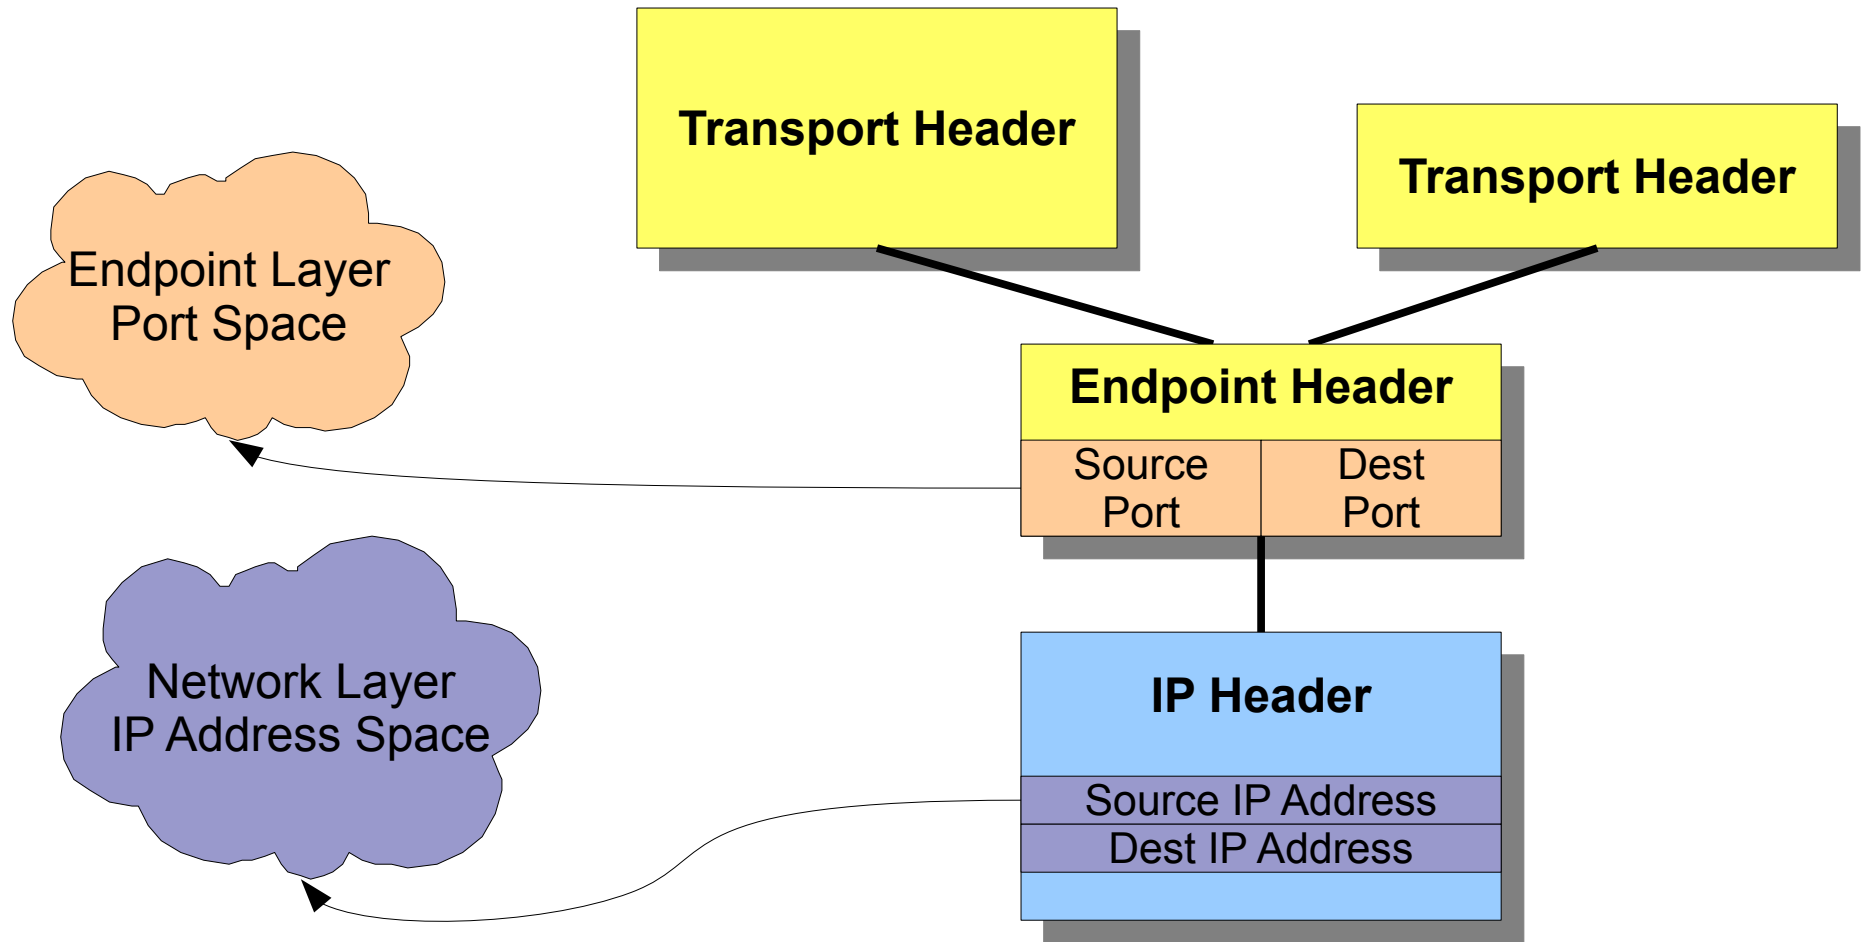 Transport Header
Transport Header
Endpoint Layer
Port Space
Endpoint Header
Source
Port
Dest
Port
Network Layer
IP Address Space
IP Header
Source IP Address
Dest IP Address